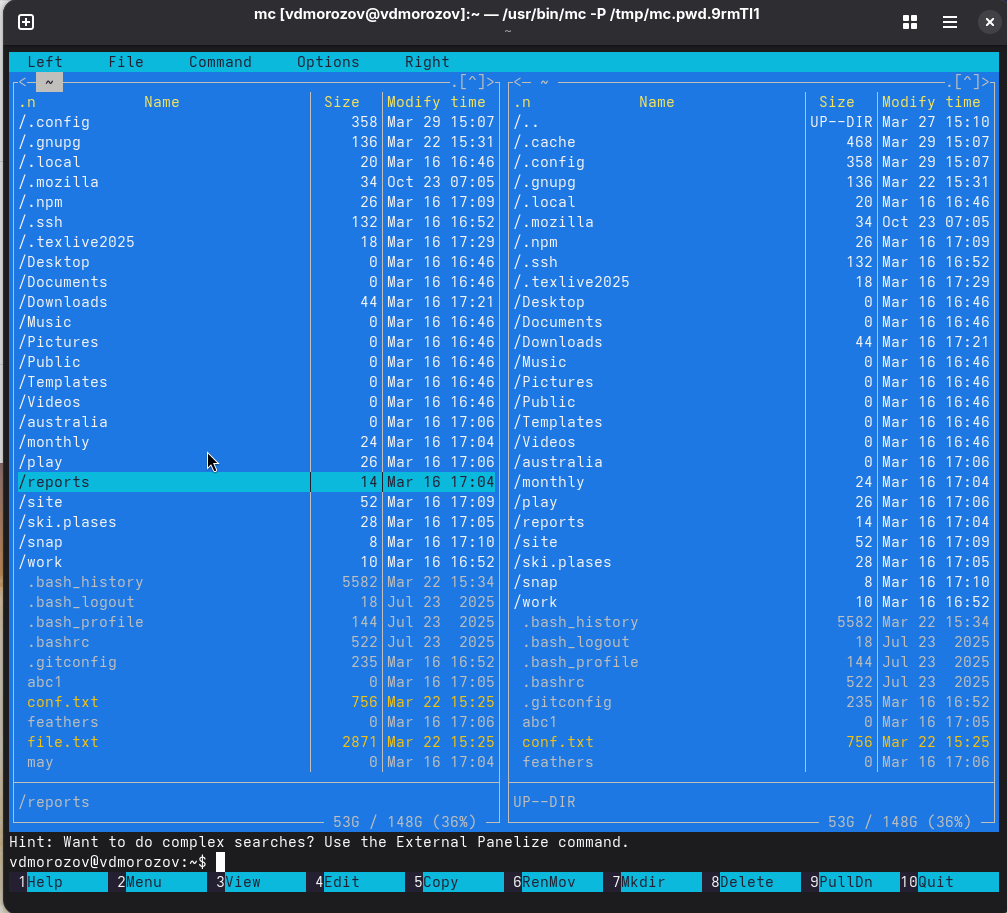 mc [vdmorozov@vdmorozov]:~ — /usr/bin/mc -P /tmp/mc.pwd.9rmTl1
~
Left File Command Options Right
<─ ~ .[^]>
.n Name Size Modify time
/.config 358 Mar 29 15:07
/.gnupg 136 Mar 22 15:31
/.local 20 Mar 16 16:46
/.mozilla 34 Oct 23 07:05
/.npm 26 Mar 16 17:09
/.ssh 132 Mar 16 16:52
/.texlive2025 18 Mar 16 17:29
/Desktop 0 Mar 16 16:46
/Documents 0 Mar 16 16:46
/Downloads 44 Mar 16 17:21
/Music 0 Mar 16 16:46
/Pictures 0 Mar 16 16:46
/Public 0 Mar 16 16:46
/Templates 0 Mar 16 16:46
/Videos 0 Mar 16 16:46
/australia 0 Mar 16 17:06
/monthly 24 Mar 16 17:04
/play 26 Mar 16 17:06
/reports 14 Mar 16 17:04
/site 52 Mar 16 17:09
/ski.plases 28 Mar 16 17:05
/snap 8 Mar 16 17:10
/work 10 Mar 16 16:52
.bash_history 5582 Mar 22 15:34
.bash_logout 18 Jul 23 2025
.bash_profile 144 Jul 23 2025
.bashrc 522 Jul 23 2025
.gitconfig 235 Mar 16 16:52
abc1 0 Mar 16 17:05
conf.txt 756 Mar 22 15:25
feathers 0 Mar 16 17:06
file.txt 2871 Mar 22 15:25
may 0 Mar 16 17:04
/reports
53G / 148G (36%)
<─ ~ .[^]>
.n Name Size Modify time
/.. UP--DIR Mar 27 15:10
/.cache 468 Mar 29 15:07
/.config 358 Mar 29 15:07
/.gnupg 136 Mar 22 15:31
/.local 20 Mar 16 16:46
/.mozilla 34 Oct 23 07:05
/.npm 26 Mar 16 17:09
/.ssh 132 Mar 16 16:52
/.texlive2025 18 Mar 16 17:29
/Desktop 0 Mar 16 16:46
/Documents 0 Mar 16 16:46
/Downloads 44 Mar 16 17:21
/Music 0 Mar 16 16:46
/Pictures 0 Mar 16 16:46
/Public 0 Mar 16 16:46
/Templates 0 Mar 16 16:46
/Videos 0 Mar 16 16:46
/australia 0 Mar 16 17:06
/monthly 24 Mar 16 17:04
/play 26 Mar 16 17:06
/reports 14 Mar 16 17:04
/site 52 Mar 16 17:09
/ski.plases 28 Mar 16 17:05
/snap 8 Mar 16 17:10
/work 10 Mar 16 16:52
.bash_history 5582 Mar 22 15:34
.bash_logout 18 Jul 23 2025
.bash_profile 144 Jul 23 2025
.bashrc 522 Jul 23 2025
.gitconfig 235 Mar 16 16:52
abc1 0 Mar 16 17:05
conf.txt 756 Mar 22 15:25
feathers 0 Mar 16 17:06
UP--DIR
53G / 148G (36%)
Hint: Want to do complex searches? Use the External Panelize command.
vdmorozov@vdmorozov:~$
1Help 2Menu 3View 4Edit 5Copy 6RenMov 7Mkdir 8Delete 9PullDn 10Quit